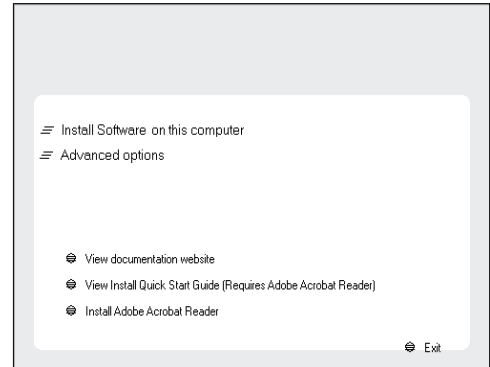 Install Software on this computer
Advanced options
View documentation website
View Install Quick Start Guide (Requires Adobe Acrobat Reader)
Install Adobe Acrobat Reader
Exit